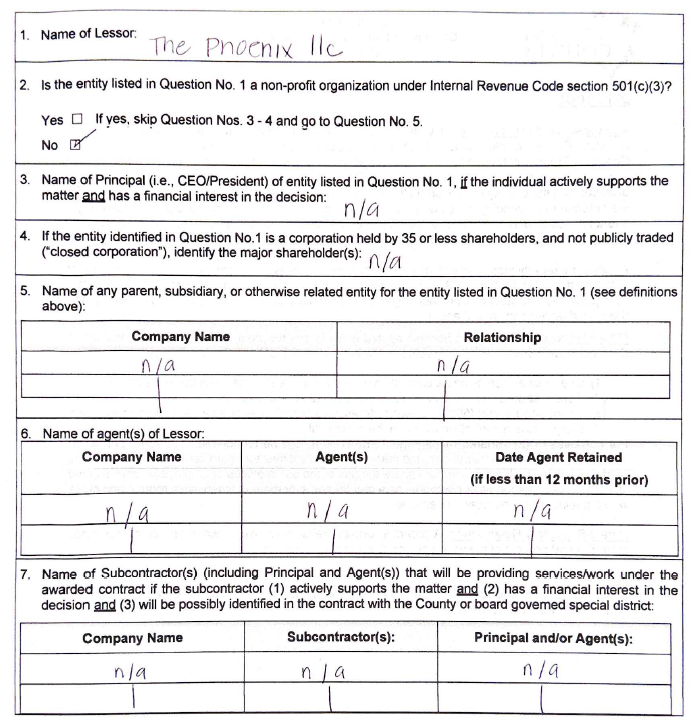 1. Name of Lessor: The Phoenix llc
2. Is the entity listed in Question No. 1 a non-profit organization under Internal Revenue Code section 501(c)(3)?
Yes ☐ If yes, skip Question Nos. 3 - 4 and go to Question No. 5.
No ☑
3. Name of Principal (i.e., CEO/President) of entity listed in Question No. 1, if the individual actively supports the
matter and has a financial interest in the decision: n/a
4. If the entity identified in Question No.1 is a corporation held by 35 or less shareholders, and not publicly traded
("closed corporation"), identify the major shareholder(s): n/a
5. Name of any parent, subsidiary, or otherwise related entity for the entity listed in Question No. 1 (see definitions
above):
Company Name Relationship
n/a n/a
6. Name of agent(s) of Lessor:
Company Name Agent(s) Date Agent Retained
(if less than 12 months prior)
n/a n/a n/a
7. Name of Subcontractor(s) (including Principal and Agent(s)) that will be providing services/work under the
awarded contract if the subcontractor (1) actively supports the matter and (2) has a financial interest in the
decision and (3) will be possibly identified in the contract with the County or board governed special district:
Company Name Subcontractor(s): Principal and/or Agent(s):
n/a n/a n/a